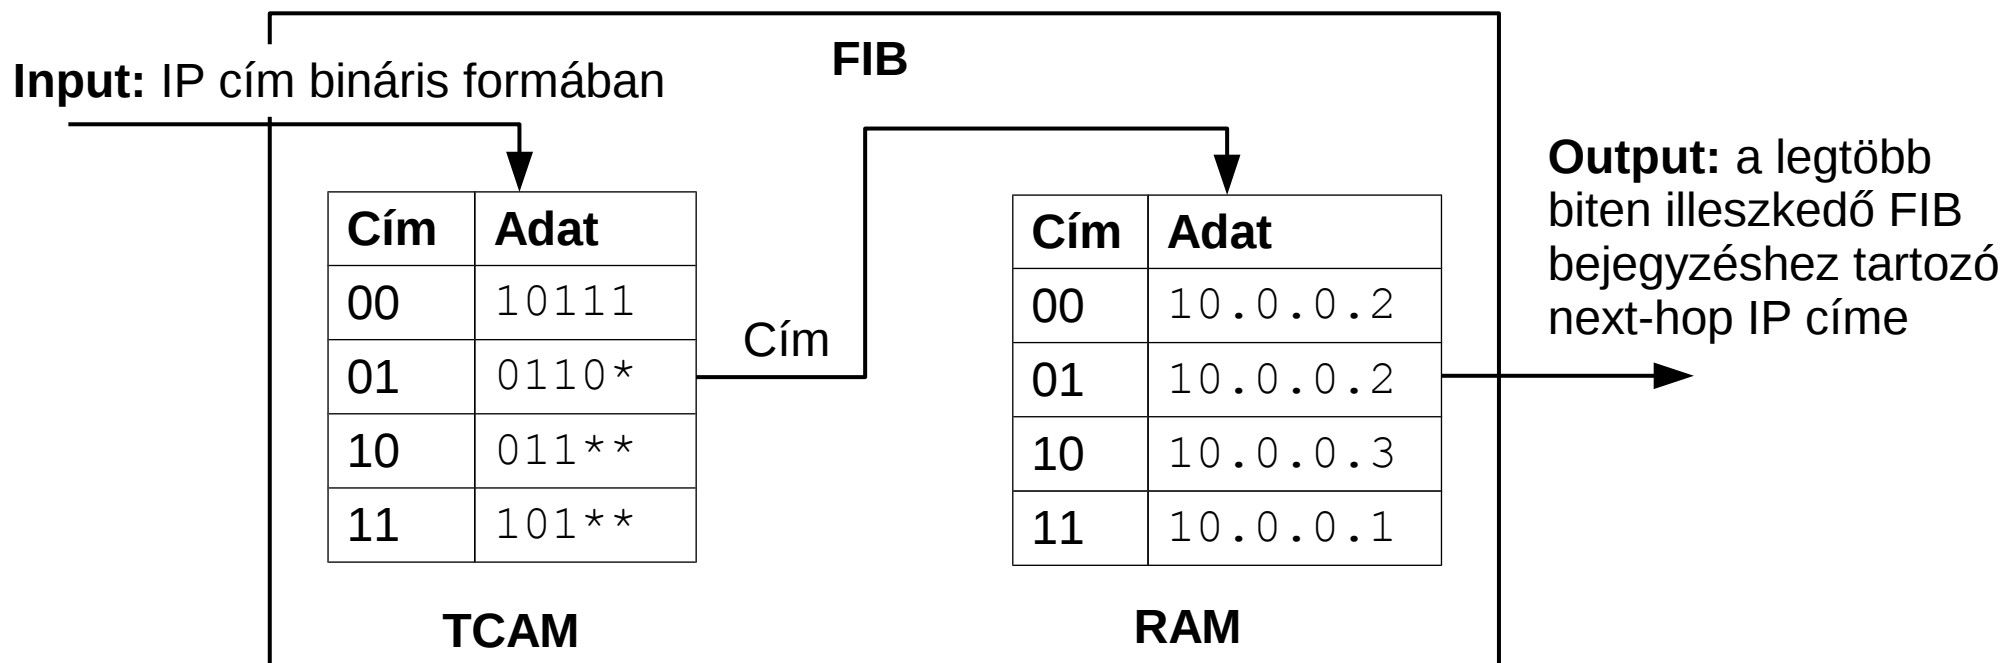 FIB
Input: IP cím bináris formában
Output: a legtöbb
biten illeszkedő FIB
bejegyzéshez tartozó
next-hop IP címe
Cím Adat
00 10111
01 0110*
10 011**
11 101**
TCAM
Cím
Cím Adat
00 10.0.0.2
01 10.0.0.2
10 10.0.0.3
11 10.0.0.1
RAM